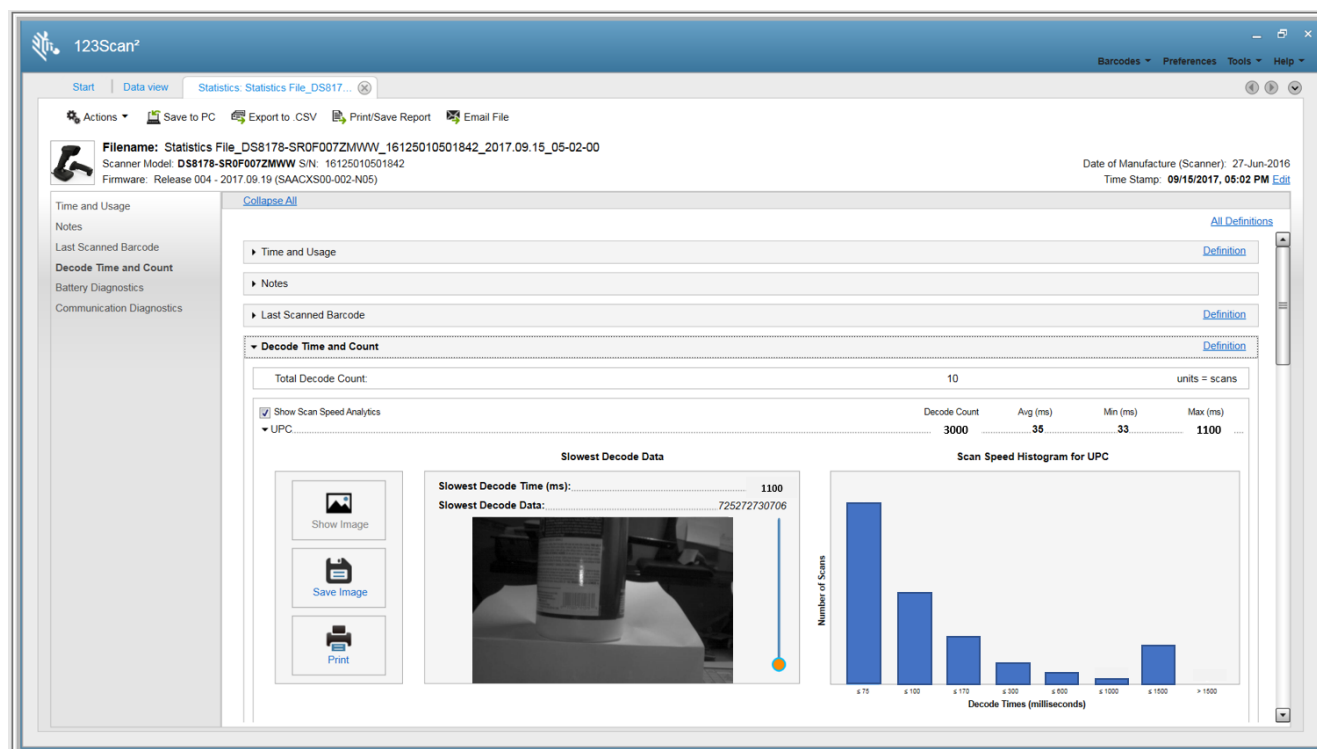 123Scan²
Barcodes Preferences Tools Help
Start Data view Statistics: Statistics File_DS817...
Actions Save to PC Export to .CSV Print/Save Report Email File
Filename: Statistics File_DS8178-SR0F007ZMWW_16125010501842_2017.09.15_05-02-00
Scanner Model: DS8178-SR0F007ZMWW S/N: 16125010501842
Date of Manufacture (Scanner): 27-Jun-2016
Firmware: Release 004 - 2017.09.19 (SAACXS00-002-N05)
Time Stamp: 09/15/2017, 05:02 PM Edit
Time and Usage
Notes
Last Scanned Barcode
Decode Time and Count
Battery Diagnostics
Communication Diagnostics
Collapse All
All Definitions
Time and Usage Definition
Notes
Last Scanned Barcode Definition
Decode Time and Count Definition
Total Decode Count: 10 units = scans
Show Scan Speed Analytics Decode Count Avg (ms) Min (ms) Max (ms)
UPC 3000 35 33 1100
Slowest Decode Data
Show Image
Save Image
Print
Slowest Decode Time (ms): 1100
Slowest Decode Data: 725272730706
Scan Speed Histogram for UPC
Number of Scans
≤ 75 ≤ 100 ≤ 170 ≤ 300 ≤ 600 ≤ 1000 ≤ 1500 > 1500
Decode Times (milliseconds)